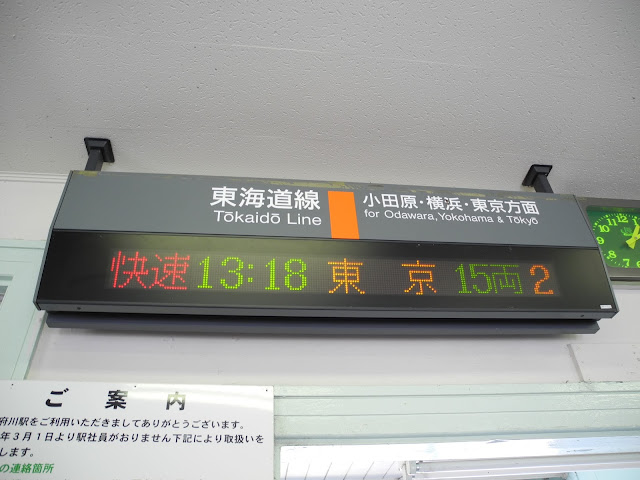 東海道線
Tōkaidō Line
小田原・横浜・東京方面
for Odawara, Yokohama & Tōkyō
快速 13:18 東 京 15両 2
ご 案 内
府川駅をご利用いただきましてありがとうございます。
年3月1日より駅社員がおりません下記により取扱いを
します。
の連絡箇所